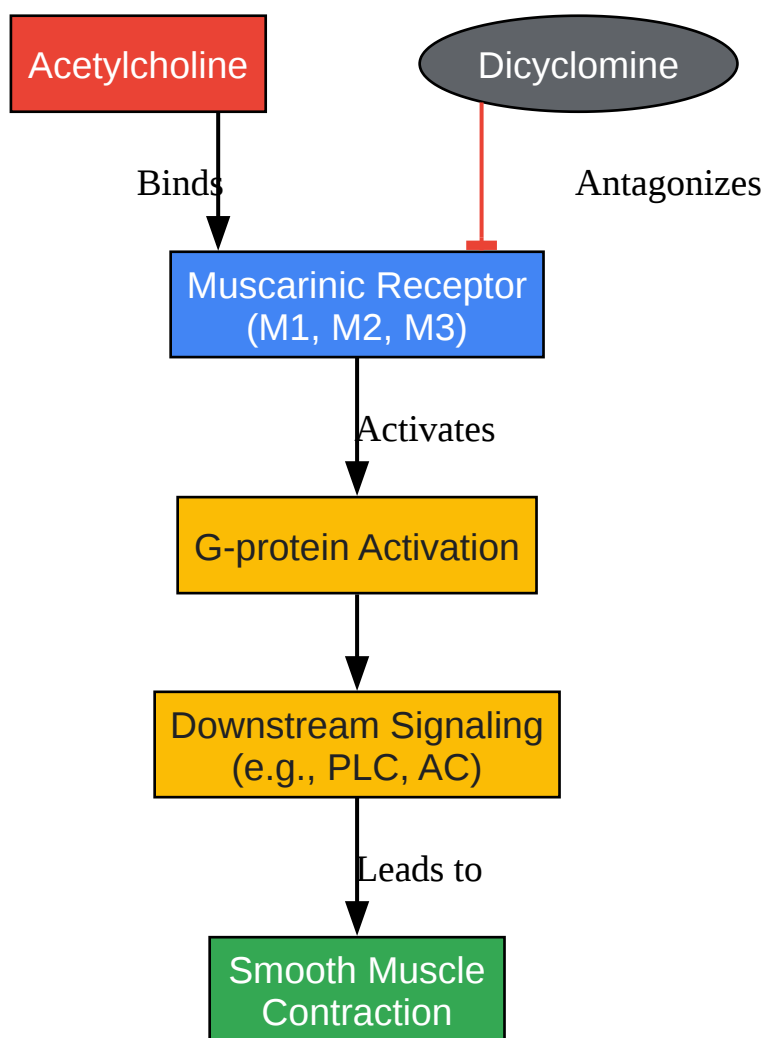 Acetylcholine
Dicyclomine
Binds
Antagonizes
Muscarinic Receptor
(M1, M2, M3)
Activates
G-protein Activation
Downstream Signaling
(e.g., PLC, AC)
Leads to
Smooth Muscle
Contraction